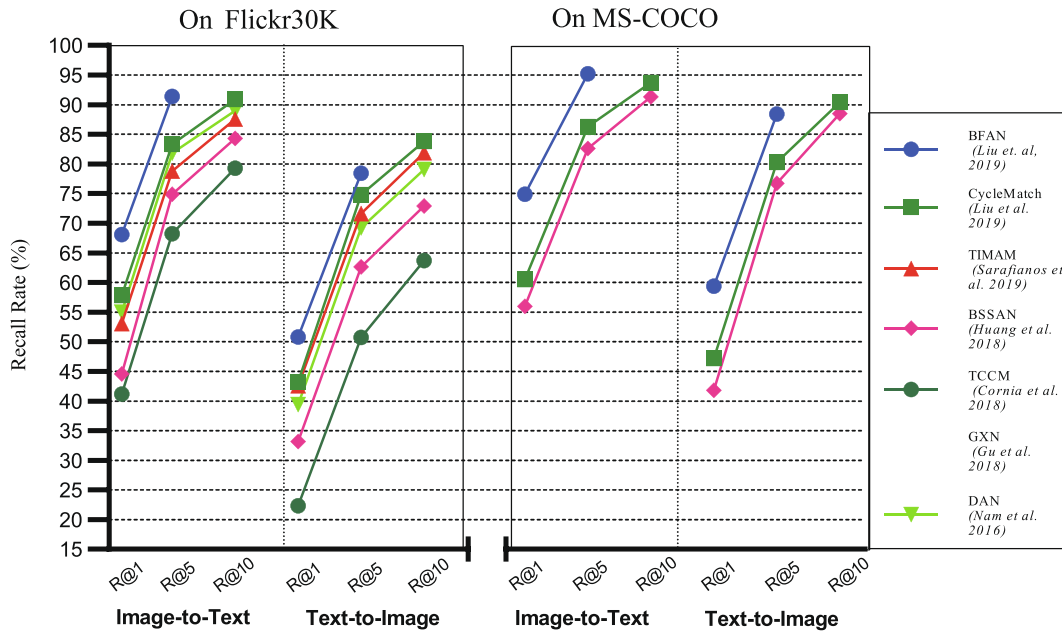 On Flickr30K
On MS-COCO
Recall Rate (%)
100
95
90
85
80
75
70
65
60
55
50
45
40
35
30
25
20
15
R@1
R@5
R@10
R@1
R@5
R@10
R@1
R@5
R@10
R@1
R@5
R@10
Image-to-Text
Text-to-Image
Image-to-Text
Text-to-Image
BFAN
(Liu et. al,
2019)
CycleMatch
(Liu et al.
2019)
TIMAM
(Sarafianos et
al. 2019)
BSSAN
(Huang et al.
2018)
TCCM
(Cornia et al.
2018)
GXN
(Gu et al.
2018)
DAN
(Nam et al.
2016)